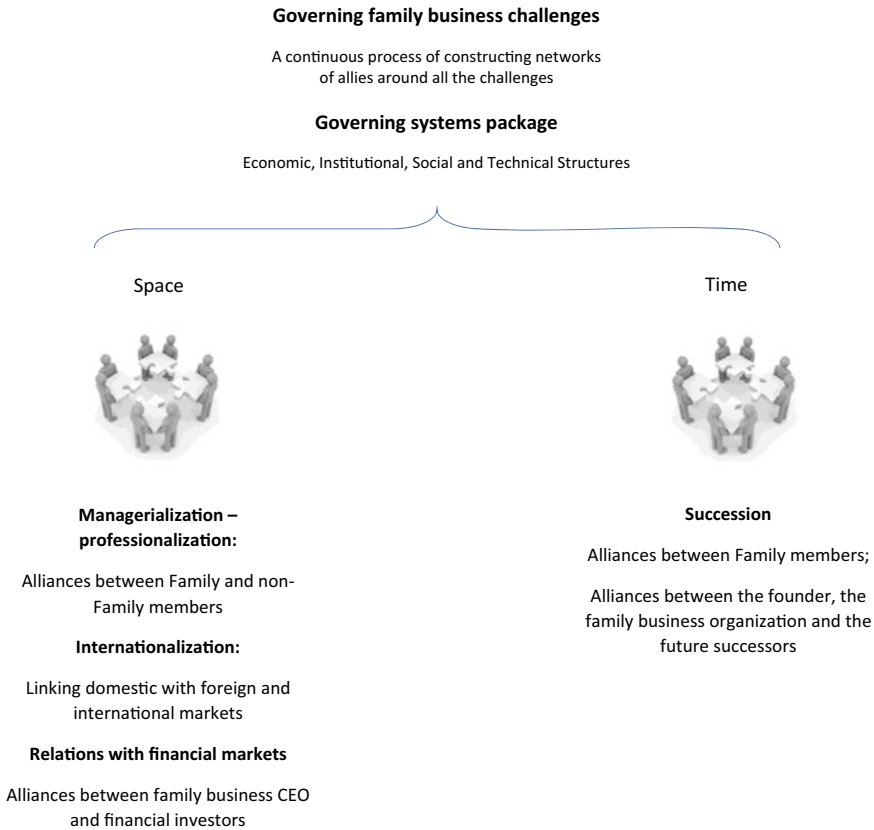 Governing family business challenges
A continuous process of constructing networks
of allies around all the challenges
Governing systems package
Economic, Institutional, Social and Technical Structures
Space
Managerialization –
professionalization:
Alliances between Family and non-
Family members
Internationalization:
Linking domestic with foreign and
international markets
Relations with financial markets
Alliances between family business CEO
and financial investors
Time
Succession
Alliances between Family members;
Alliances between the founder, the
family business organization and the
future successors